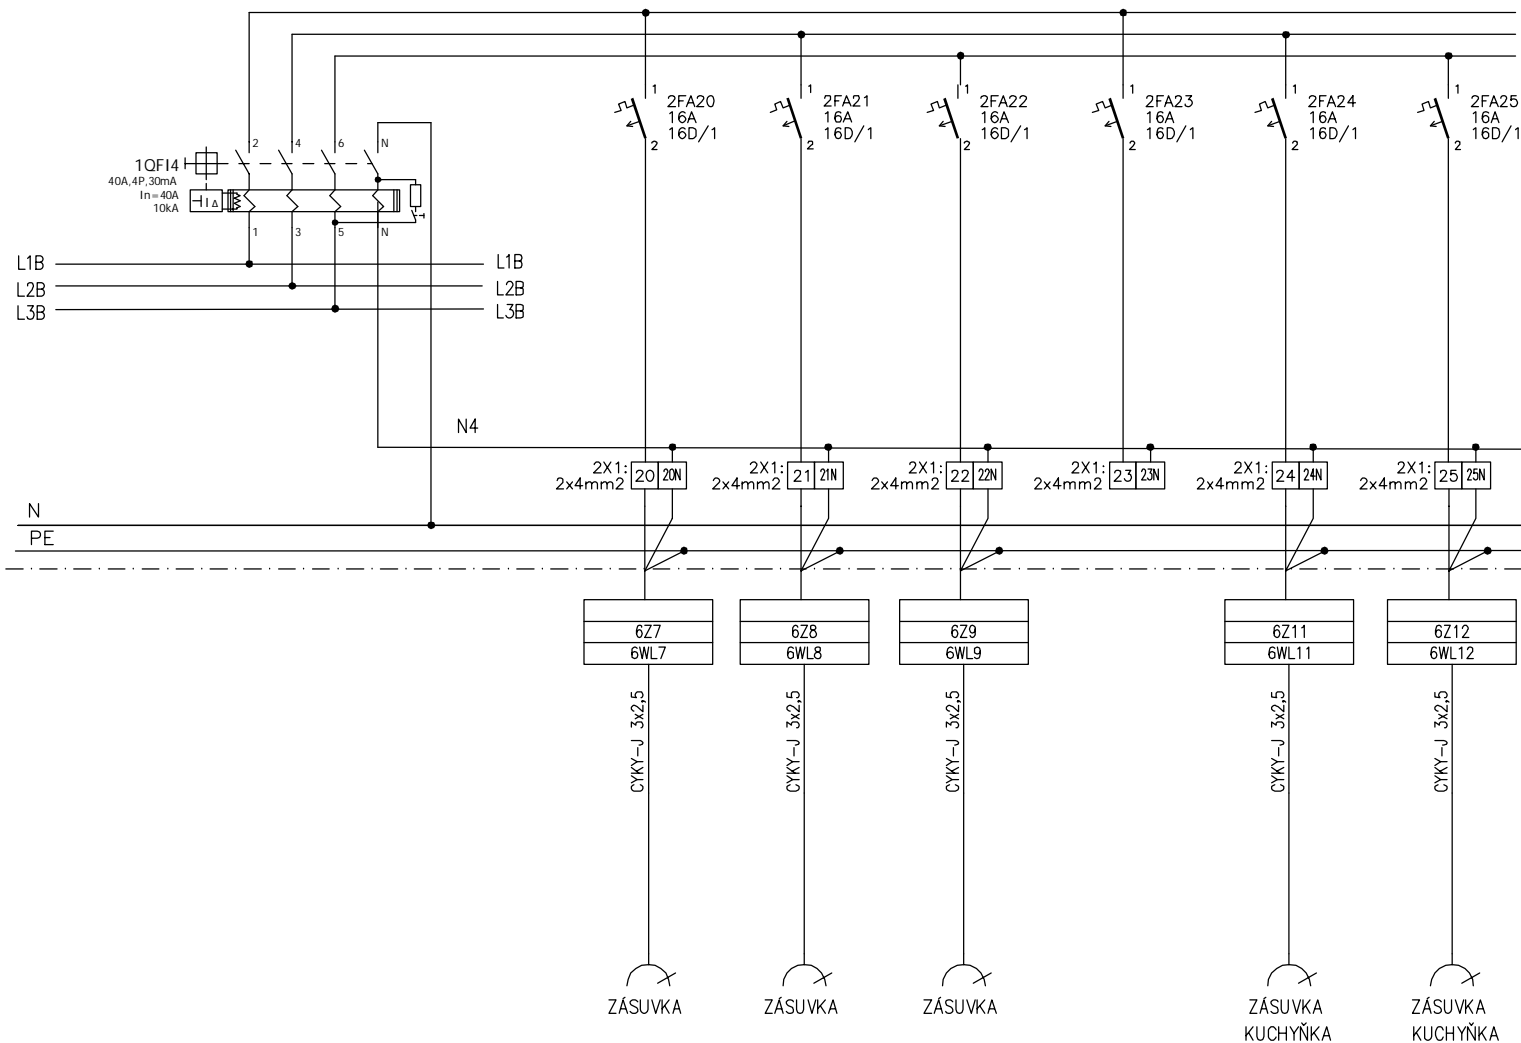 1 2FA20
16A
16D/1
2
1 2FA21
16A
16D/1
2
1 2FA22
16A
16D/1
2
1 2FA23
16A
16D/1
2
1 2FA24
16A
16D/1
2
1 2FA25
16A
16D/1
2
2 4 6 N
1QFI4
40A,4P,30mA
In=40A
10kA
1 3 5 N
L1B L1B
L2B L2B
L3B L3B
N4
2X1:
2x4mm2 20 20N
2X1:
2x4mm2 21 21N
2X1:
2x4mm2 22 22N
2X1:
2x4mm2 23 23N
2X1:
2x4mm2 24 24N
2X1:
2x4mm2 25 25N
N
PE
6Z7 6Z8 6Z9 6Z11 6Z12
6WL7 6WL8 6WL9 6WL11 6WL12
CYKY-J 3x2,5
CYKY-J 3x2,5
CYKY-J 3x2,5
CYKY-J 3x2,5
CYKY-J 3x2,5
ZÁSUVKA
ZÁSUVKA
ZÁSUVKA
ZÁSUVKA
KUCHYŇKA
ZÁSUVKA
KUCHYŇKA